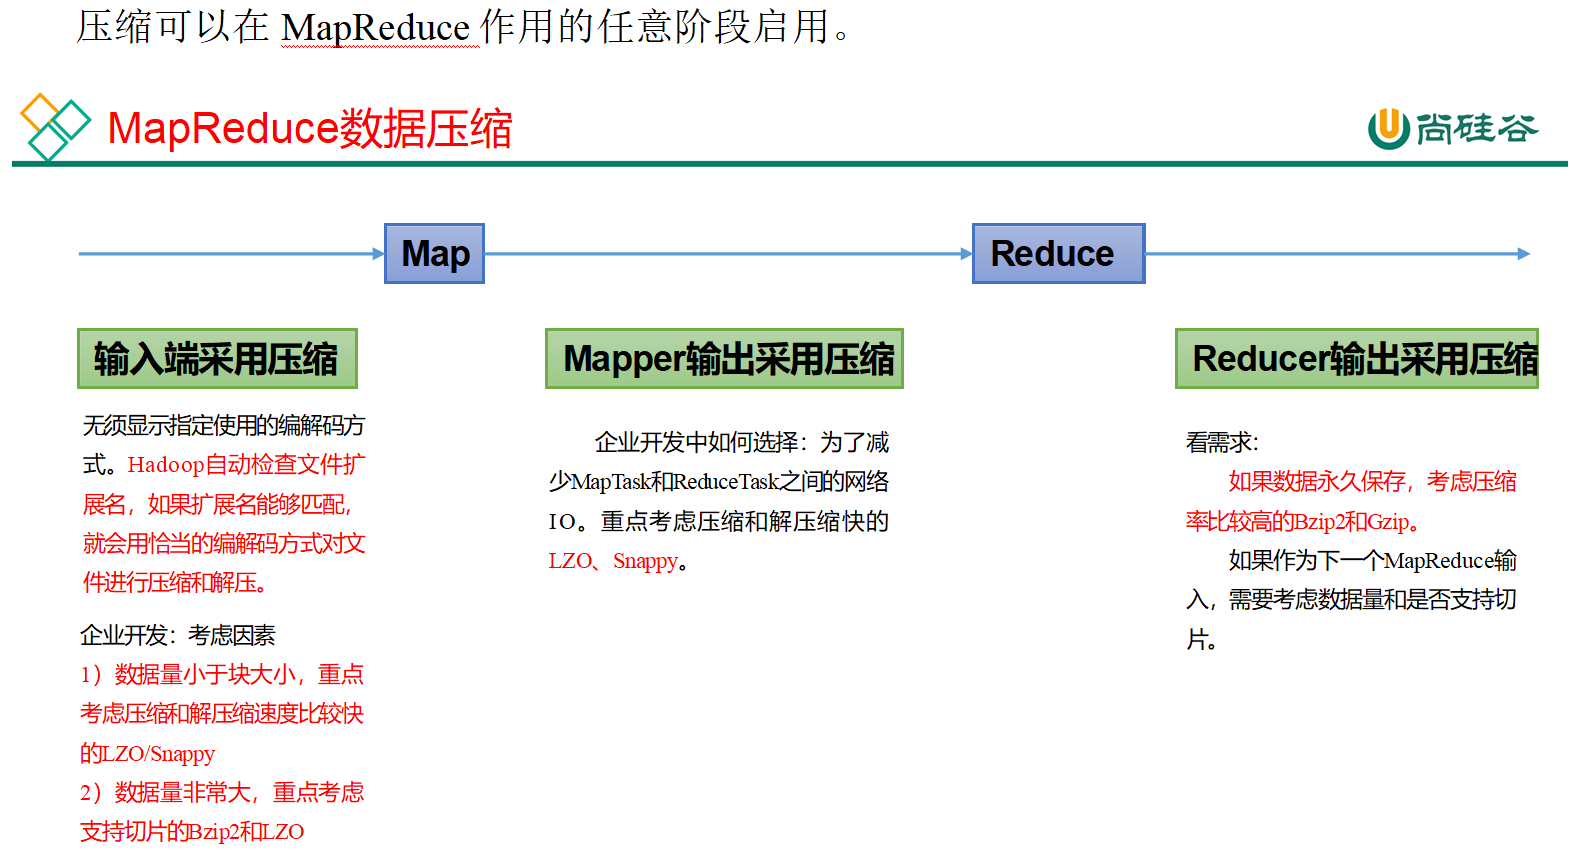 压缩可以在 MapReduce 作用的任意阶段启用。
MapReduce数据压缩
尚硅谷
Map
Reduce
输入端采用压缩
无须显示指定使用的编解码方
式。Hadoop自动检查文件扩
展名，如果扩展名能够匹配，
就会用恰当的编解码方式对文
件进行压缩和解压。
企业开发：考虑因素
1）数据量小于块大小，重点
考虑压缩和解压缩速度比较快
的LZO/Snappy
2）数据量非常大，重点考虑
支持切片的Bzip2和LZO
Mapper输出采用压缩
企业开发中如何选择：为了减
少MapTask和ReduceTask之间的网络
IO。重点考虑压缩和解压缩快的
LZO、Snappy。
Reducer输出采用压缩
看需求：
如果数据永久保存，考虑压缩
率比较高的Bzip2和Gzip。
如果作为下一个MapReduce输
入，需要考虑数据量和是否支持切
片。